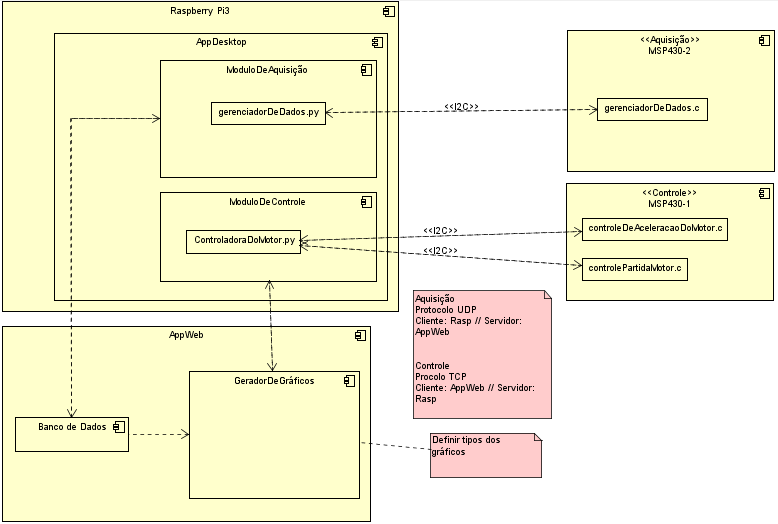 Raspberry Pi3
AppDesktop
ModuloDeAquisição
gerenciadorDeDados.py
<<I2C>>
<<Aquisição>>
MSP430-2
gerenciadorDeDados.c
ModuloDeControle
ControladoraDoMotor.py
<<I2C>>
<<I2C>>
<<Controle>>
MSP430-1
controleDeAceleracaoDoMotor.c
controlePartidaMotor.c
Aquisição
Protocolo UDP
Cliente: Rasp // Servidor:
AppWeb
Controle
Procolo TCP
Cliente: AppWeb // Servidor:
Rasp
AppWeb
GeradorDeGráficos
Banco de Dados
Definir tipos dos
gráficos